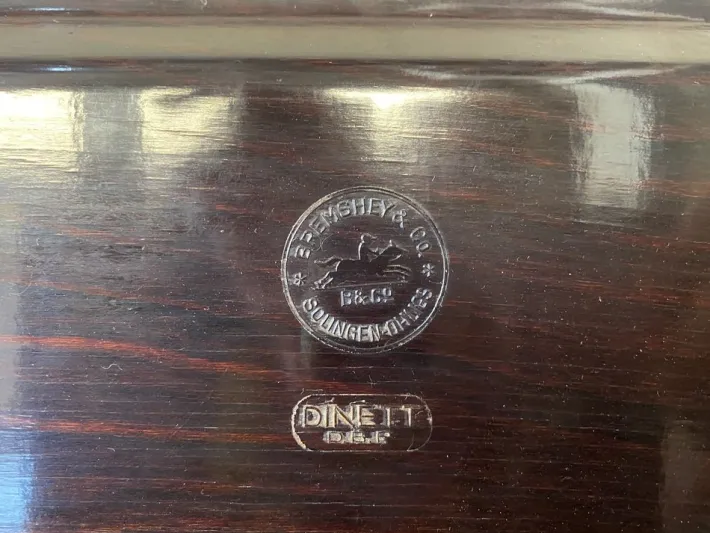 BREMSHEY & CO.
B & Cº
SOLINGEN-OHLIGS
DINETT
D.B.P